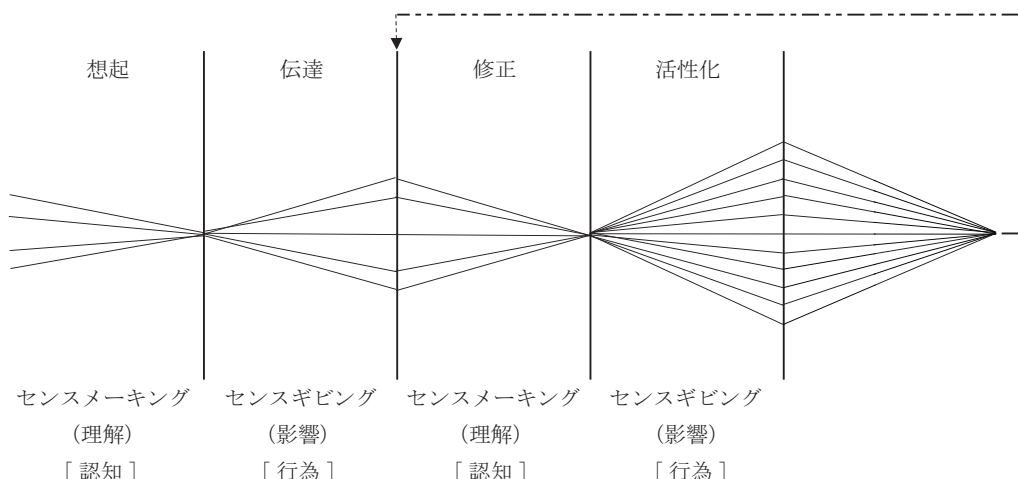 想起 伝達 修正 活性化
センスメーキング センスギビング センスメーキング センスギビング
（理解） （影響） （理解） （影響）
［ 認知 ］ ［ 行為 ］ ［ 認知 ］ ［ 行為 ］